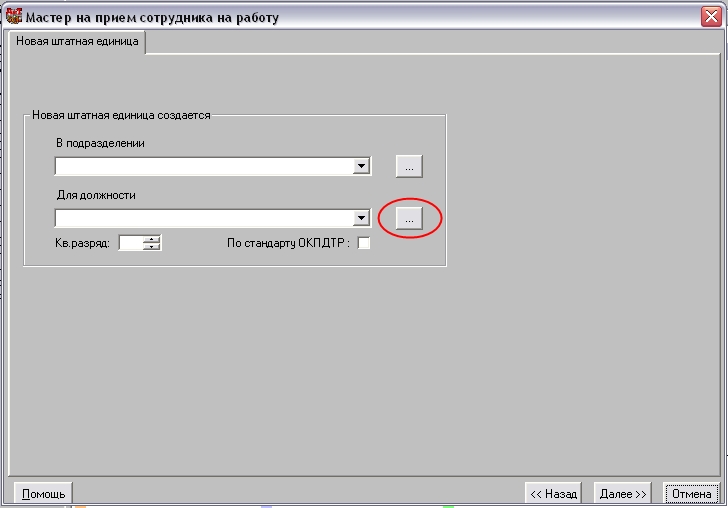 Мастер на прием сотрудника на работу
Новая штатная единица
Новая штатная единица создается
В подразделении
...
Для должности
...
Кв.разряд:
По стандарту ОКПДТР :
Помощь
<< Назад
Далее >>
Отмена